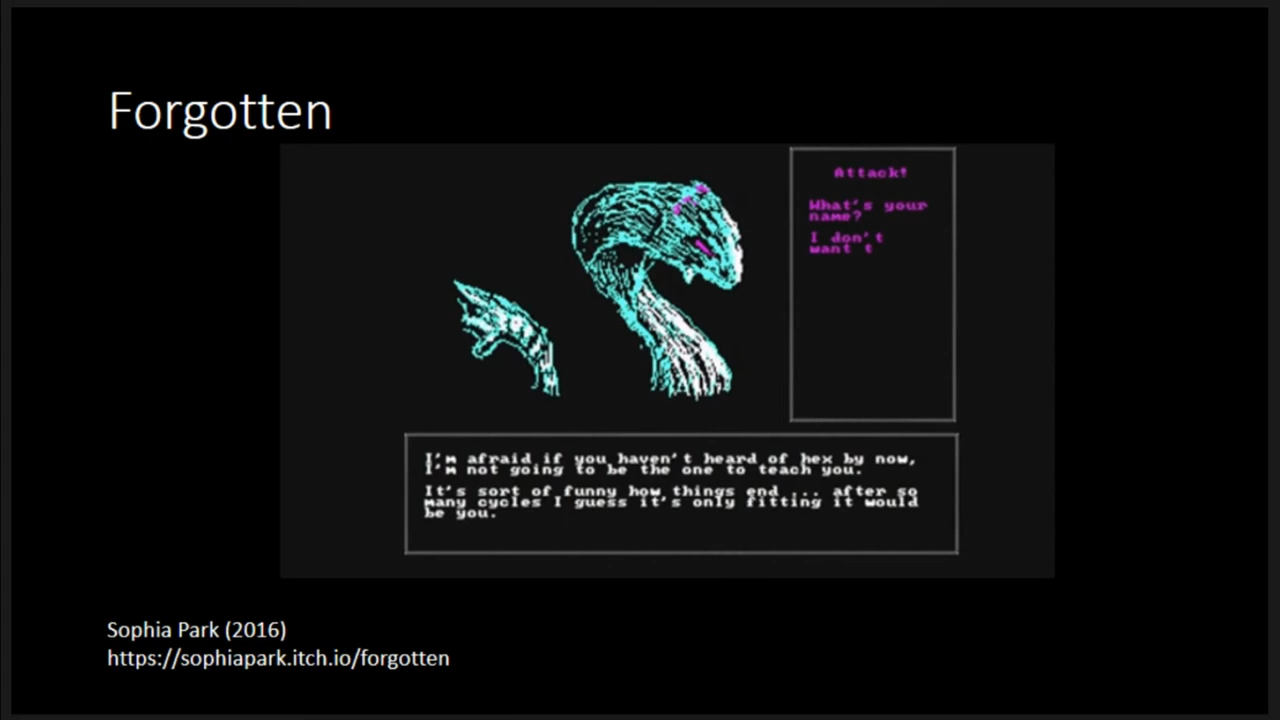 Forgotten
Attack!
What's your
name?
I don't
want t
I'm afraid if you haven't heard of hex by now,
I'm not going to be the one to teach you.
It's sort of funny how things end ... after so
many cycles I guess it's only fitting it would
be you.
Sophia Park (2016)
https://sophiapark.itch.io/forgotten